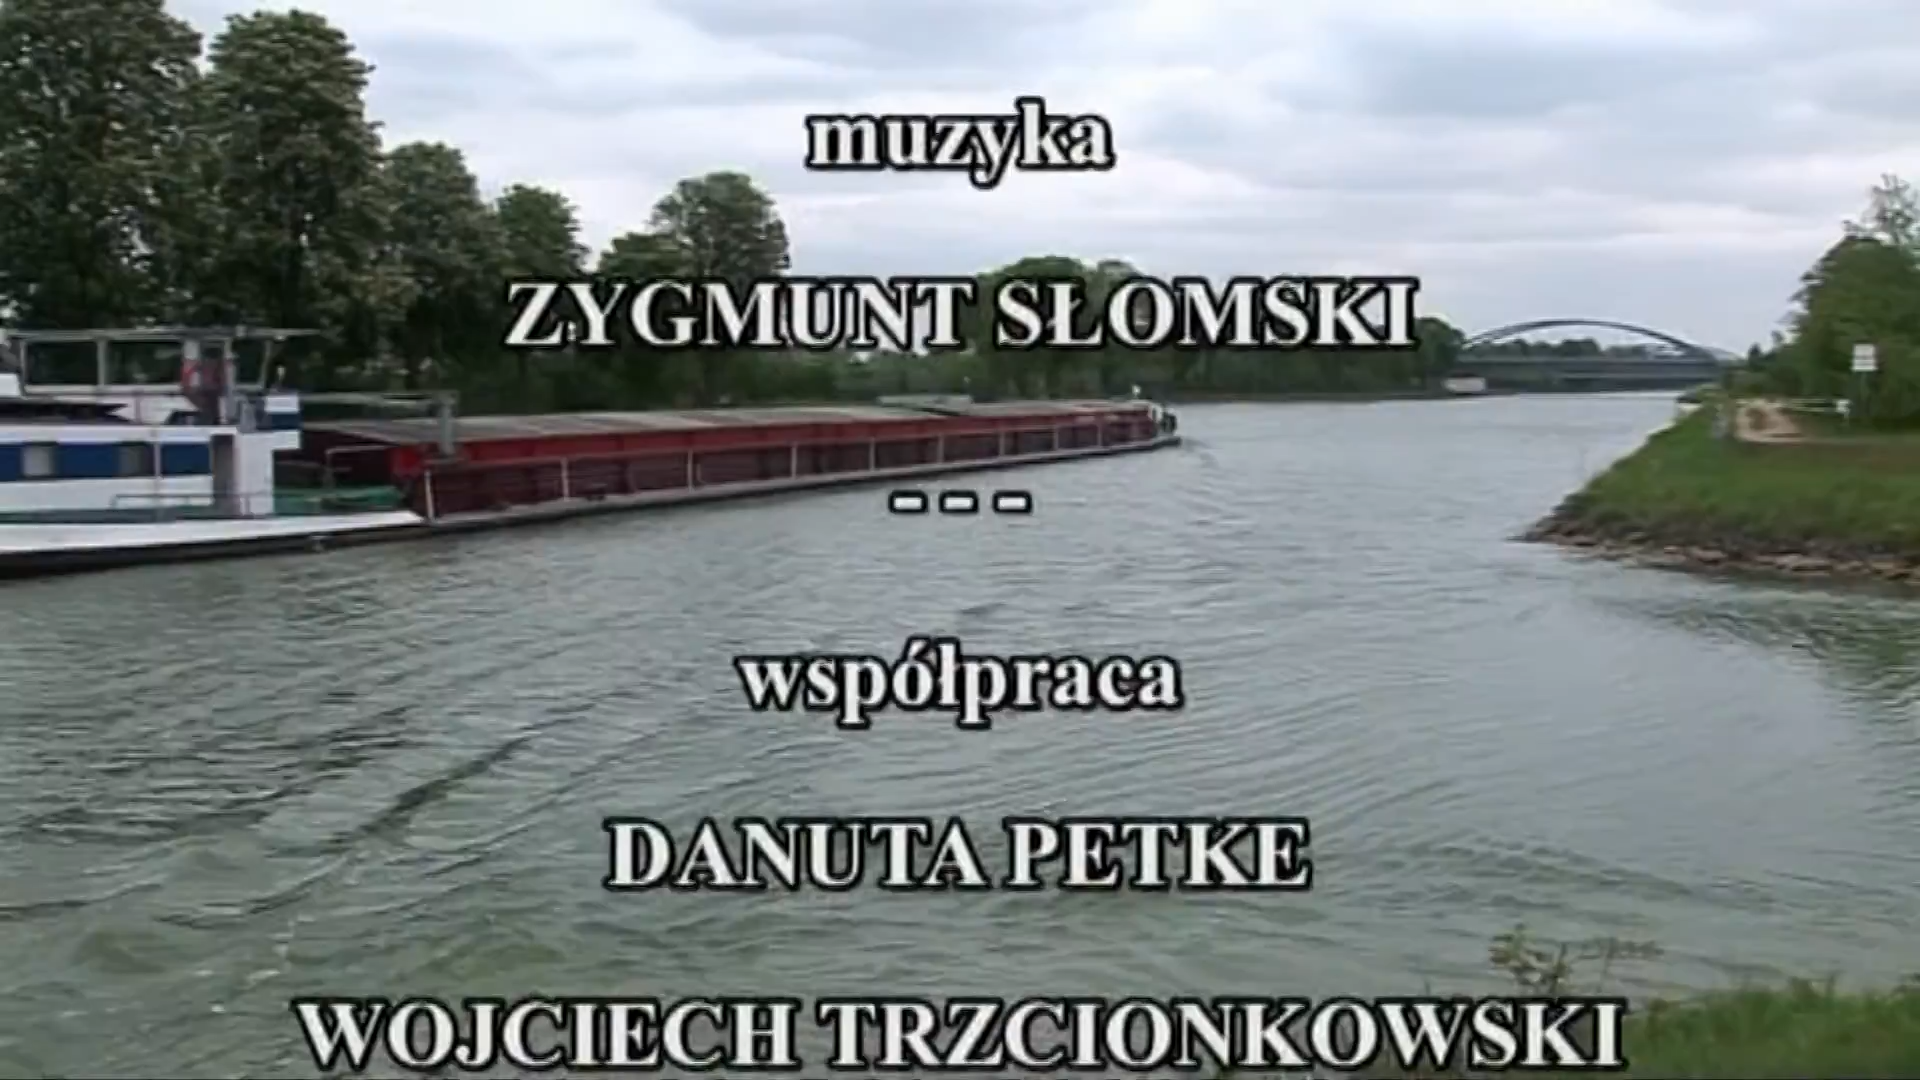 muzyka
ZYGMUNT SŁOMSKI
---
współpraca
DANUTA PETKE
WOJCIECH TRZCIONKOWSKI